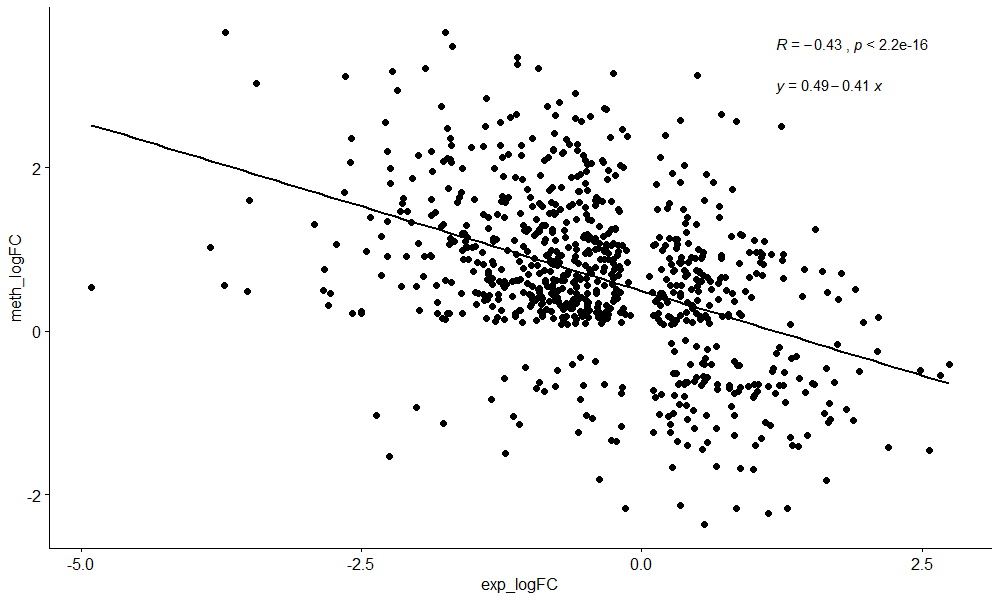 R = −0.43 , p < 2.2e-16
y = 0.49 − 0.41 x
2
0
-2
meth_logFC
-5.0 -2.5 0.0 2.5
exp_logFC